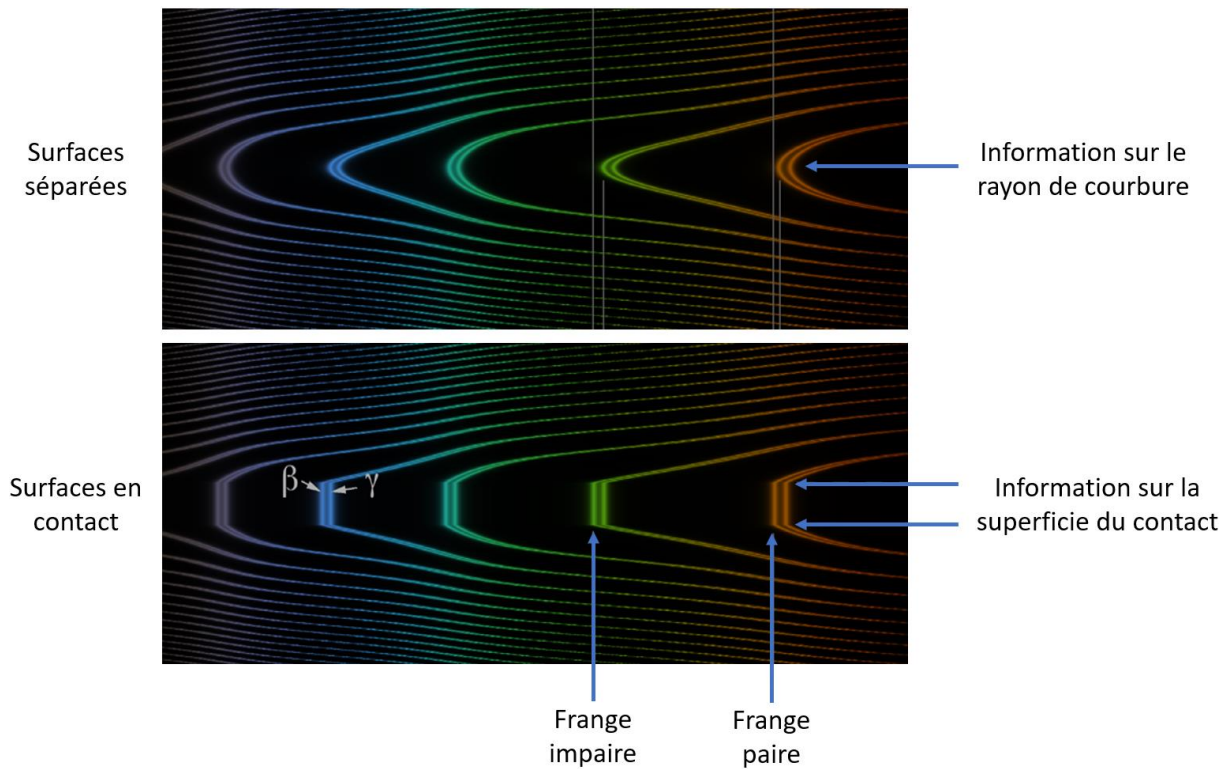 Surfaces
séparées
Information sur le
rayon de courbure
Surfaces en
contact
β
γ
Information sur la
superficie du contact
Frange
impaire
Frange
paire